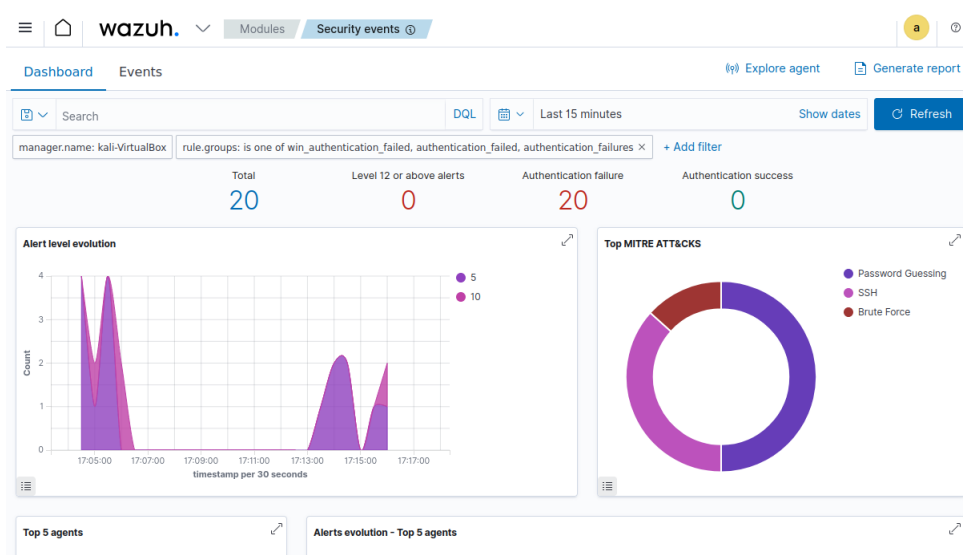 wazuh. Modules Security events a
Dashboard Events Explore agent Generate report
Search DQL Last 15 minutes Show dates Refresh
manager.name: kali-VirtualBox rule.groups: is one of win_authentication_failed, authentication_failed, authentication_failures × + Add filter
Total Level 12 or above alerts Authentication failure Authentication success
20 0 20 0
Alert level evolution
4
3
2
1
0
Count
17:05:00 17:07:00 17:09:00 17:11:00 17:13:00 17:15:00 17:17:00
timestamp per 30 seconds
5
10
Top MITRE ATT&CKS
Password Guessing
SSH
Brute Force
Top 5 agents Alerts evolution - Top 5 agents